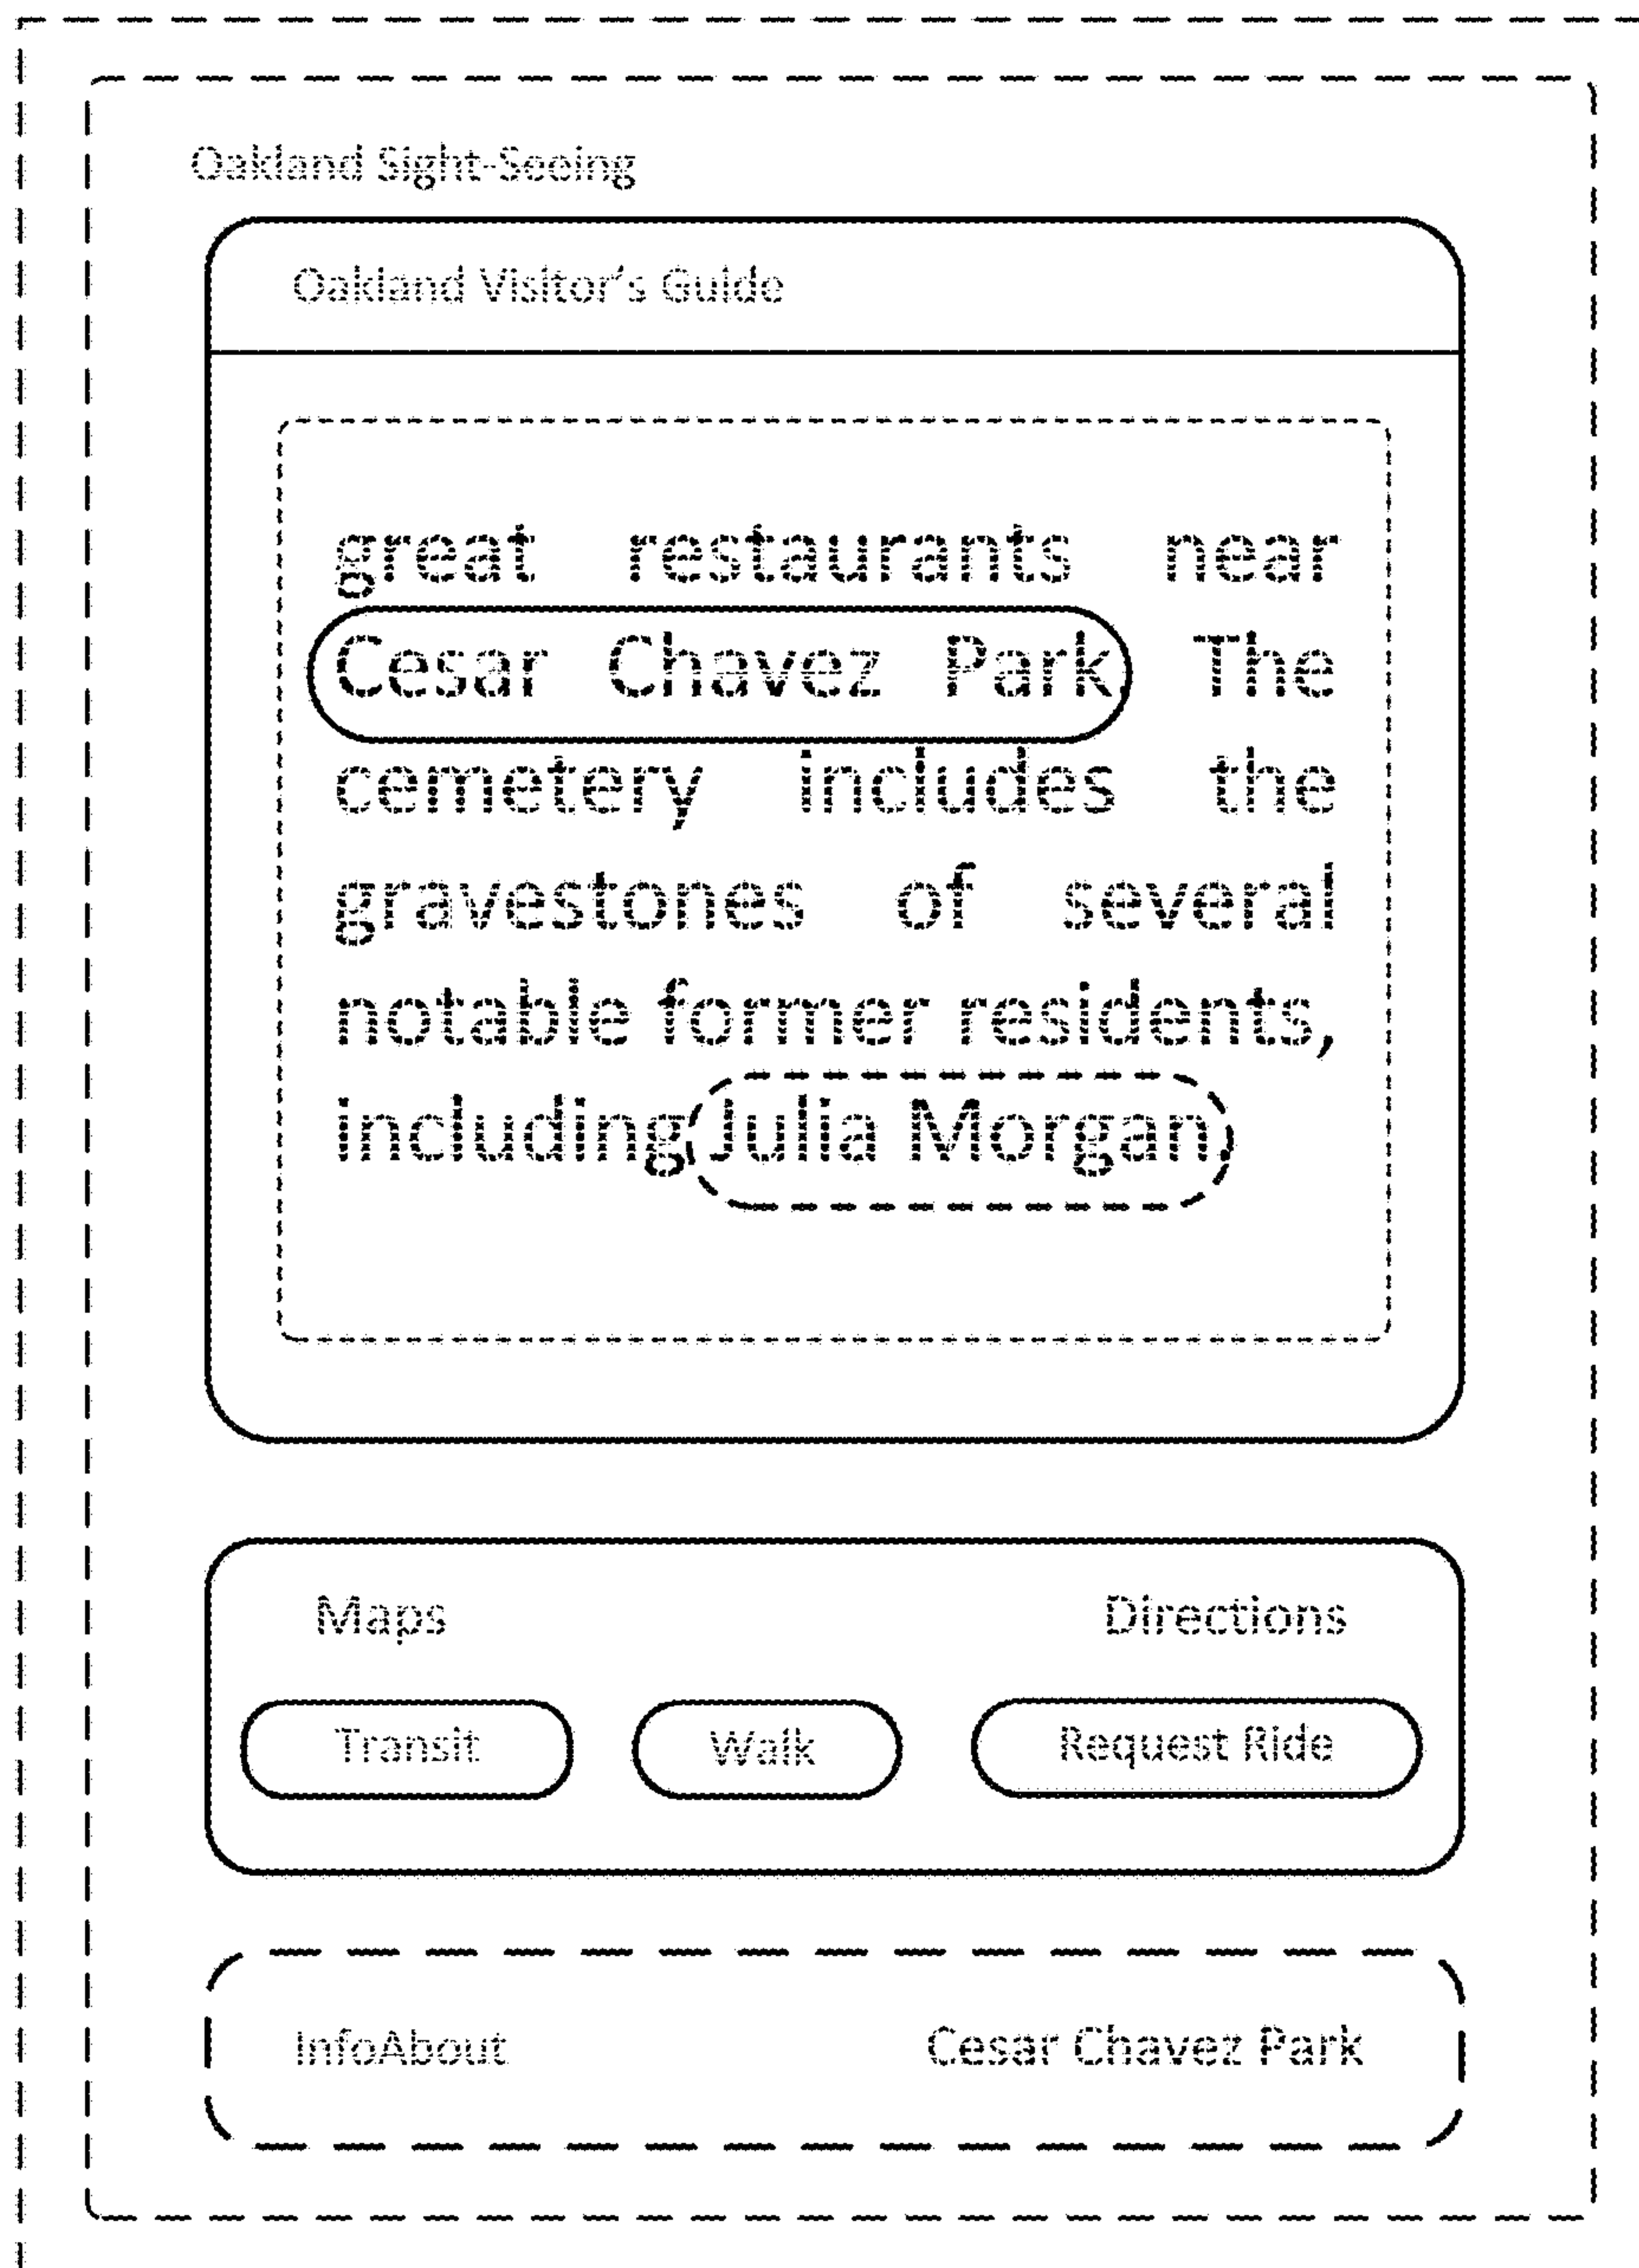 Oakland Sight-Seeing
Oakland Visitor's Guide
great restaurants near
Cesar Chavez Park. The
cemetery includes the
gravestones of several
notable former residents,
including Julia Morgan.
Maps Directions
Transit Walk Request Ride
InfoAbout Cesar Chavez Park